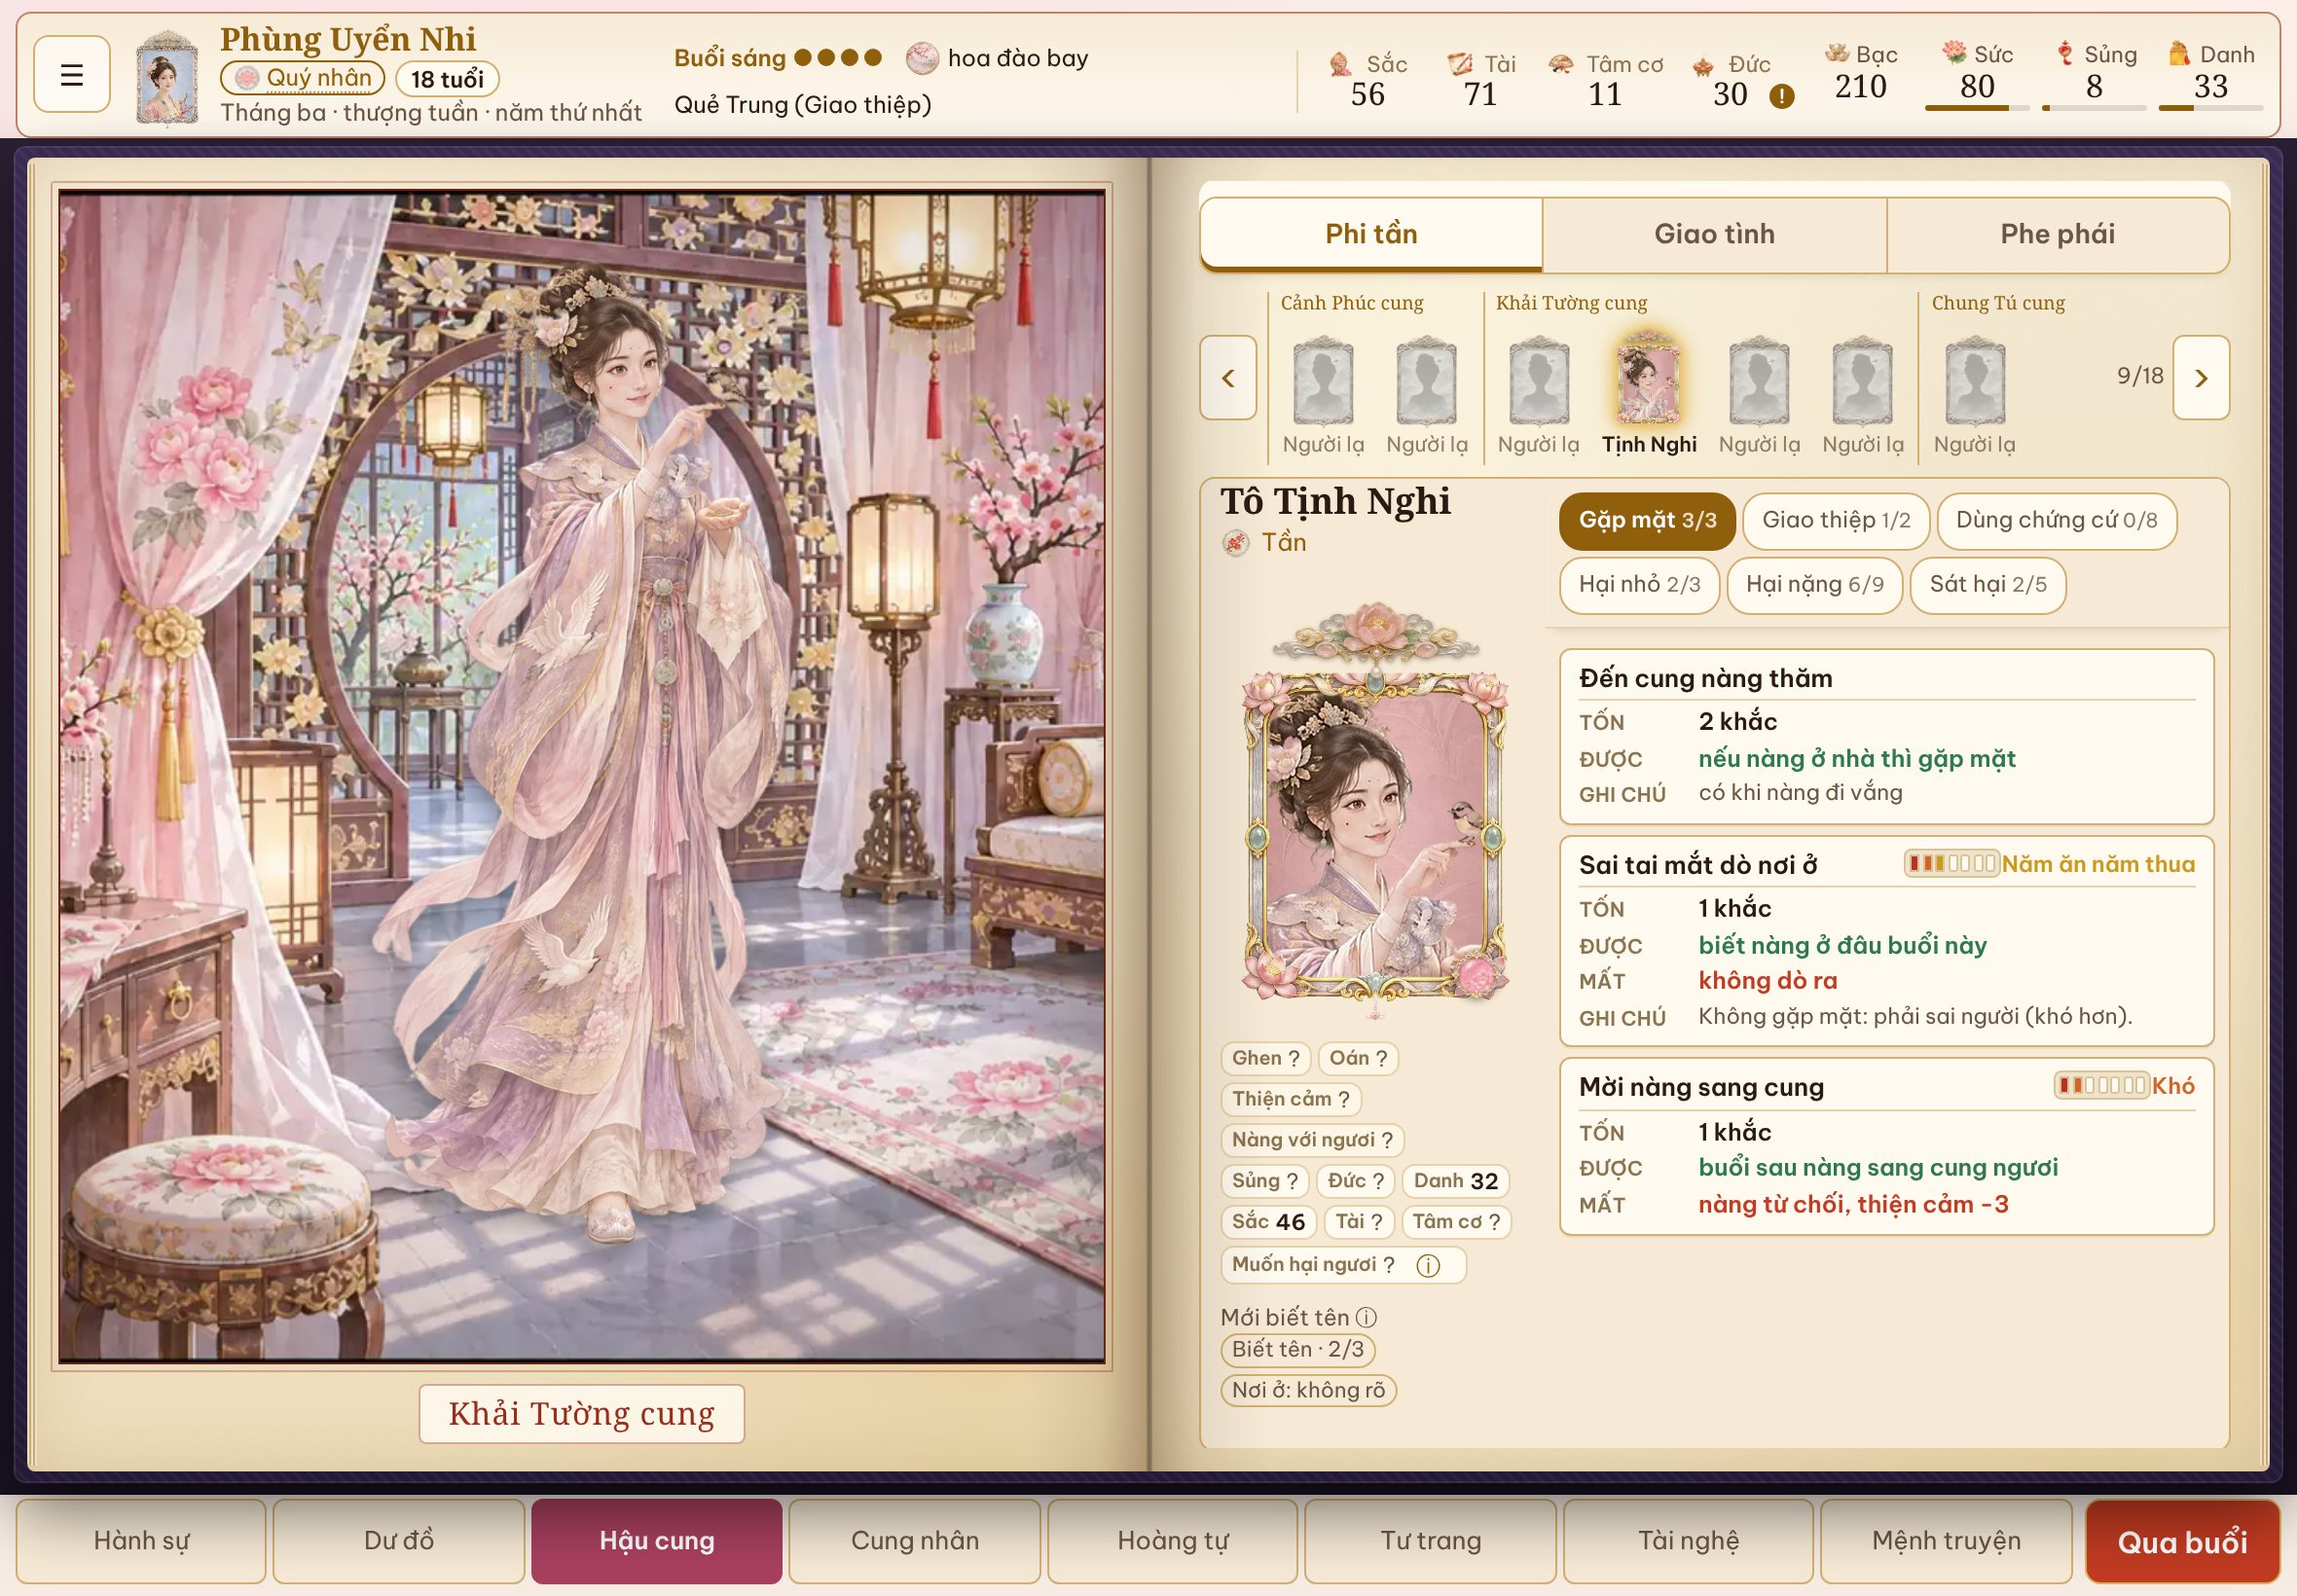 Phùng Uyển Nhi
Quý nhân
18 tuổi
Tháng ba · thượng tuần · năm thứ nhất
Buổi sáng
hoa đào bay
Quẻ Trung (Giao thiệp)
Sắc
56
Tài
71
Tâm cơ
11
Đức
30
!
Bạc
210
Sức
80
Sủng
8
Danh
33
Khải Tường cung
Phi tần
Giao tình
Phe phái
Cảnh Phúc cung
Khải Tường cung
Chung Tú cung
Người lạ
Người lạ
Người lạ
Tịnh Nghi
Người lạ
Người lạ
Người lạ
9/18
Tô Tịnh Nghi
Tần
Ghen ?
Oán ?
Thiện cảm ?
Nàng với ngươi ?
Sủng ?
Đức ?
Danh 32
Sắc 46
Tài ?
Tâm cơ ?
Muốn hại ngươi ?
Mới biết tên
Biết tên · 2/3
Nơi ở: không rõ
Gặp mặt 3/3
Giao thiệp 1/2
Dùng chứng cứ 0/8
Hại nhỏ 2/3
Hại nặng 6/9
Sát hại 2/5
Đến cung nàng thăm
TỐN 2 khắc
ĐƯỢC nếu nàng ở nhà thì gặp mặt
GHI CHÚ có khi nàng đi vắng
Sai tai mắt dò nơi ở
Năm ăn năm thua
TỐN 1 khắc
ĐƯỢC biết nàng ở đâu buổi này
MẤT không dò ra
GHI CHÚ Không gặp mặt: phải sai người (khó hơn).
Mời nàng sang cung
Khó
TỐN 1 khắc
ĐƯỢC buổi sau nàng sang cung ngươi
MẤT nàng từ chối, thiện cảm -3
Hành sự
Dư đồ
Hậu cung
Cung nhân
Hoàng tự
Tư trang
Tài nghệ
Mệnh truyện
Qua buổi